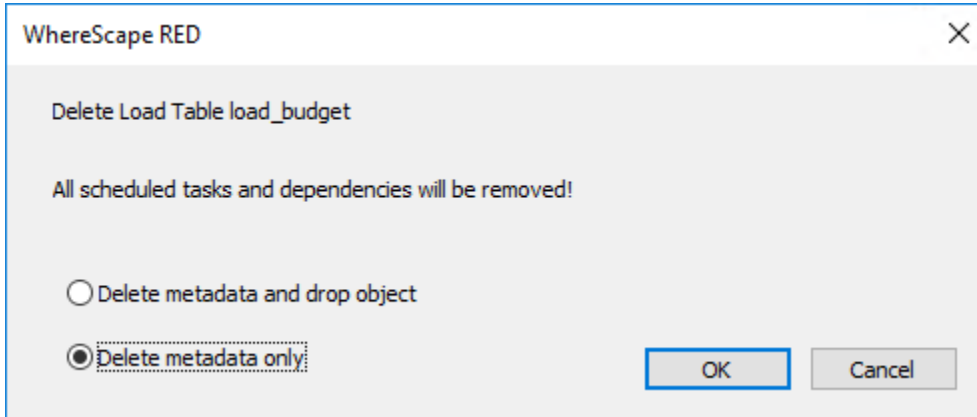 WhereScape RED
Delete Load Table load_budget
All scheduled tasks and dependencies will be removed!
Delete metadata and drop object
Delete metadata only
OK Cancel